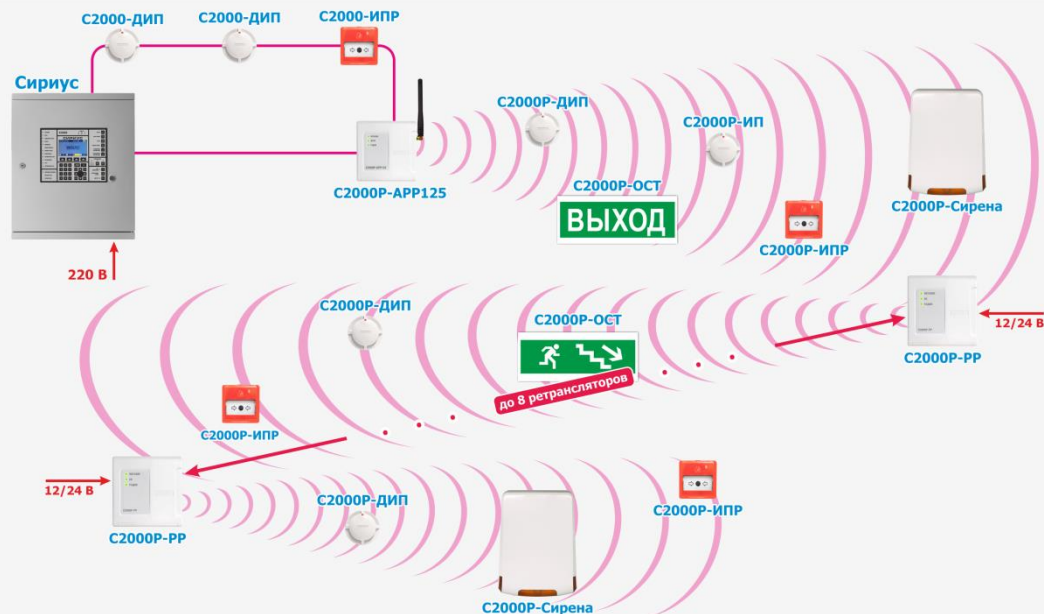 С2000-ДИП
С2000-ДИП
С2000-ИПР
Сириус
С2000Р-ДИП
С2000Р-ИП
С2000Р-АРР125
С2000Р-ОСТ
ВЫХОД
С2000Р-Сирена
С2000Р-ИПР
220 В
С2000Р-ДИП
С2000Р-ОСТ
12/24 В
С2000Р-РР
до 8 ретрансляторов
С2000Р-ИПР
12/24 В
С2000Р-РР
С2000Р-ДИП
С2000Р-ИПР
С2000Р-Сирена